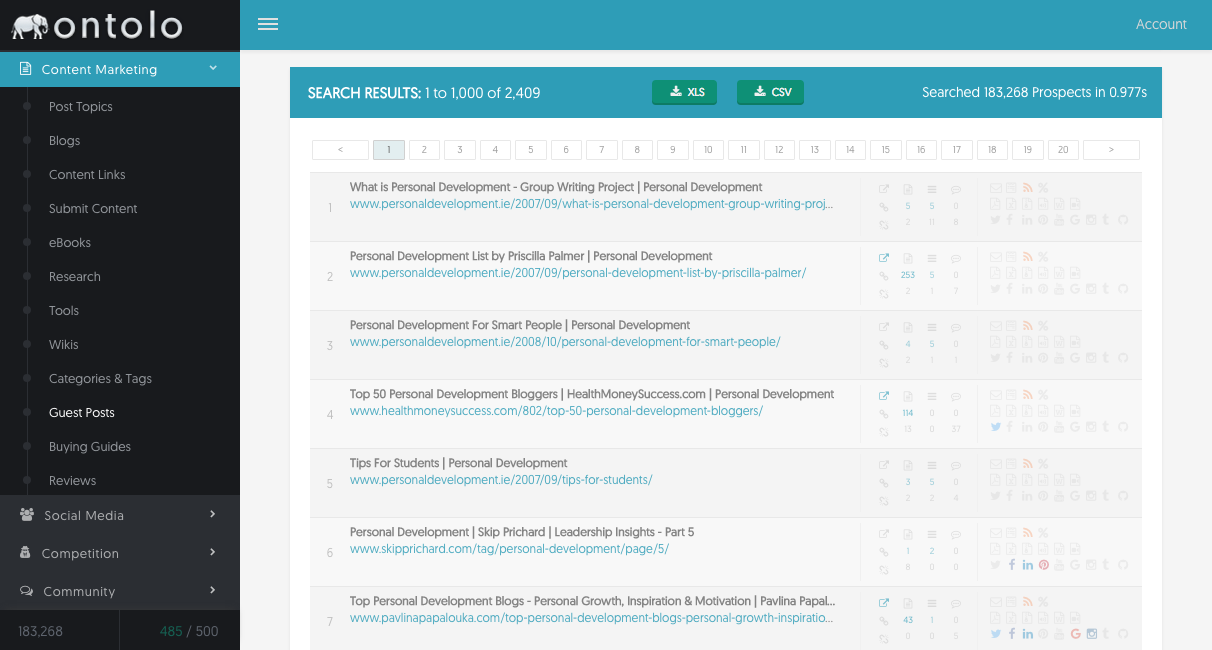 ontolo
Account
Content Marketing
Post Topics
Blogs
Content Links
Submit Content
eBooks
Research
Tools
Wikis
Categories & Tags
Guest Posts
Buying Guides
Reviews
Social Media
Competition
Community
183,268
485 / 500
SEARCH RESULTS: 1 to 1,000 of 2,409
XLS
CSV
Searched 183,268 Prospects in 0.977s
< 1 2 3 4 5 6 7 8 9 10 11 12 13 14 15 16 17 18 19 20 >
What is Personal Development - Group Writing Project | Personal Development
1
www.personaldevelopment.ie/2007/09/what-is-personal-development-group-writing-proj...
5 5 0
2 11 8
Personal Development List by Priscilla Palmer | Personal Development
2
www.personaldevelopment.ie/2007/09/personal-development-list-by-priscilla-palmer/
253 5 0
2 1 7
Personal Development For Smart People | Personal Development
3
www.personaldevelopment.ie/2008/10/personal-development-for-smart-people/
4 5 0
2 1 1
Top 50 Personal Development Bloggers | HealthMoneySuccess.com | Personal Development
4
www.healthmoneysuccess.com/802/top-50-personal-development-bloggers/
114 0 0
13 0 37
Tips For Students | Personal Development
5
www.personaldevelopment.ie/2007/09/tips-for-students/
3 5 0
2 2 4
Personal Development | Skip Prichard | Leadership Insights - Part 5
6
www.skipprichard.com/tag/personal-development/page/5/
1 2 0
8 0 0
Top Personal Development Blogs - Personal Growth, Inspiration & Motivation | Pavlina Papal...
7
www.pavlinapapalouka.com/top-personal-development-blogs-personal-growth-inspiratio...
43 1 0
0 0 5